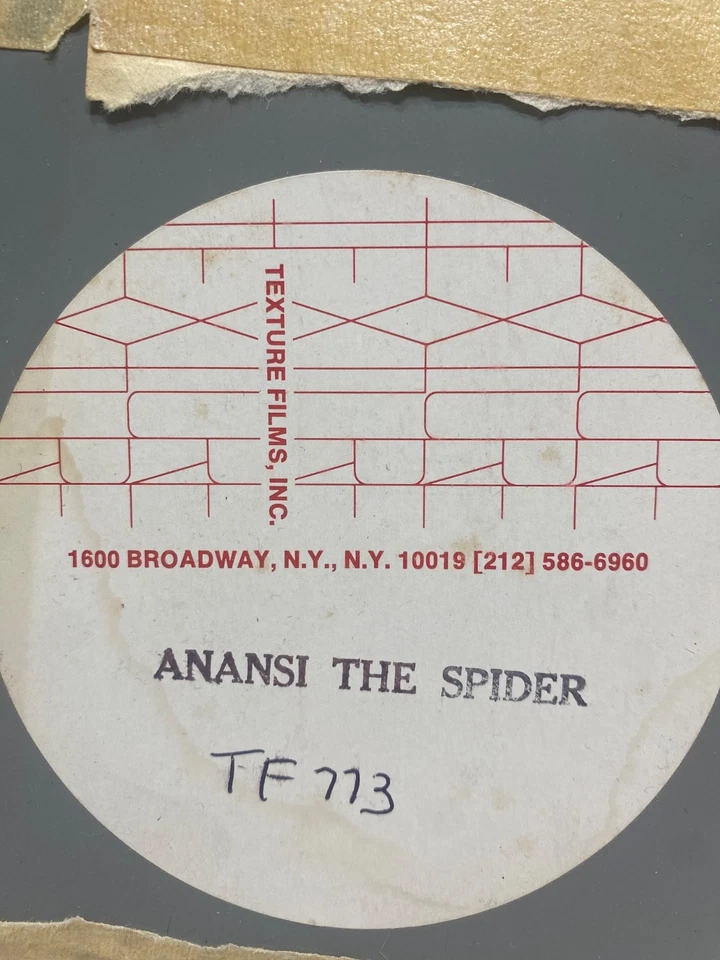 TEXTURE FILMS, INC.
1600 BROADWAY, N.Y., N.Y. 10019 [212] 586-6960
ANANSI THE SPIDER
TF 773